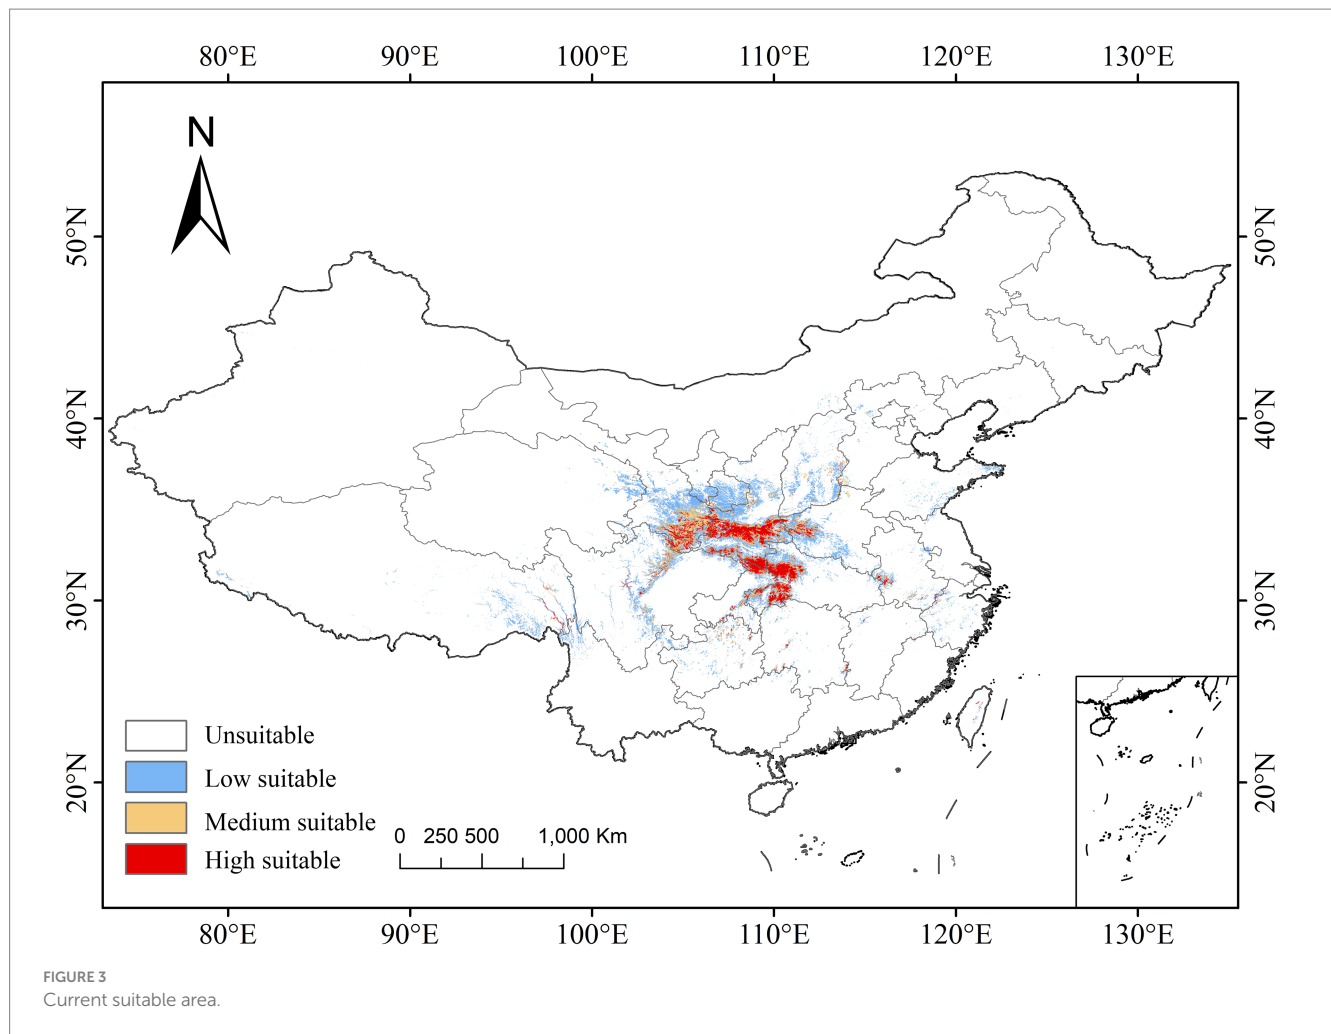 80°E 90°E 100°E 110°E 120°E 130°E
N
50°N 50°N
40°N 40°N
30°N 30°N
20°N 20°N
Unsuitable
Low suitable
Medium suitable
High suitable
0 250 500 1,000 Km
80°E 90°E 100°E 110°E 120°E 130°E
FIGURE 3
Current suitable area.